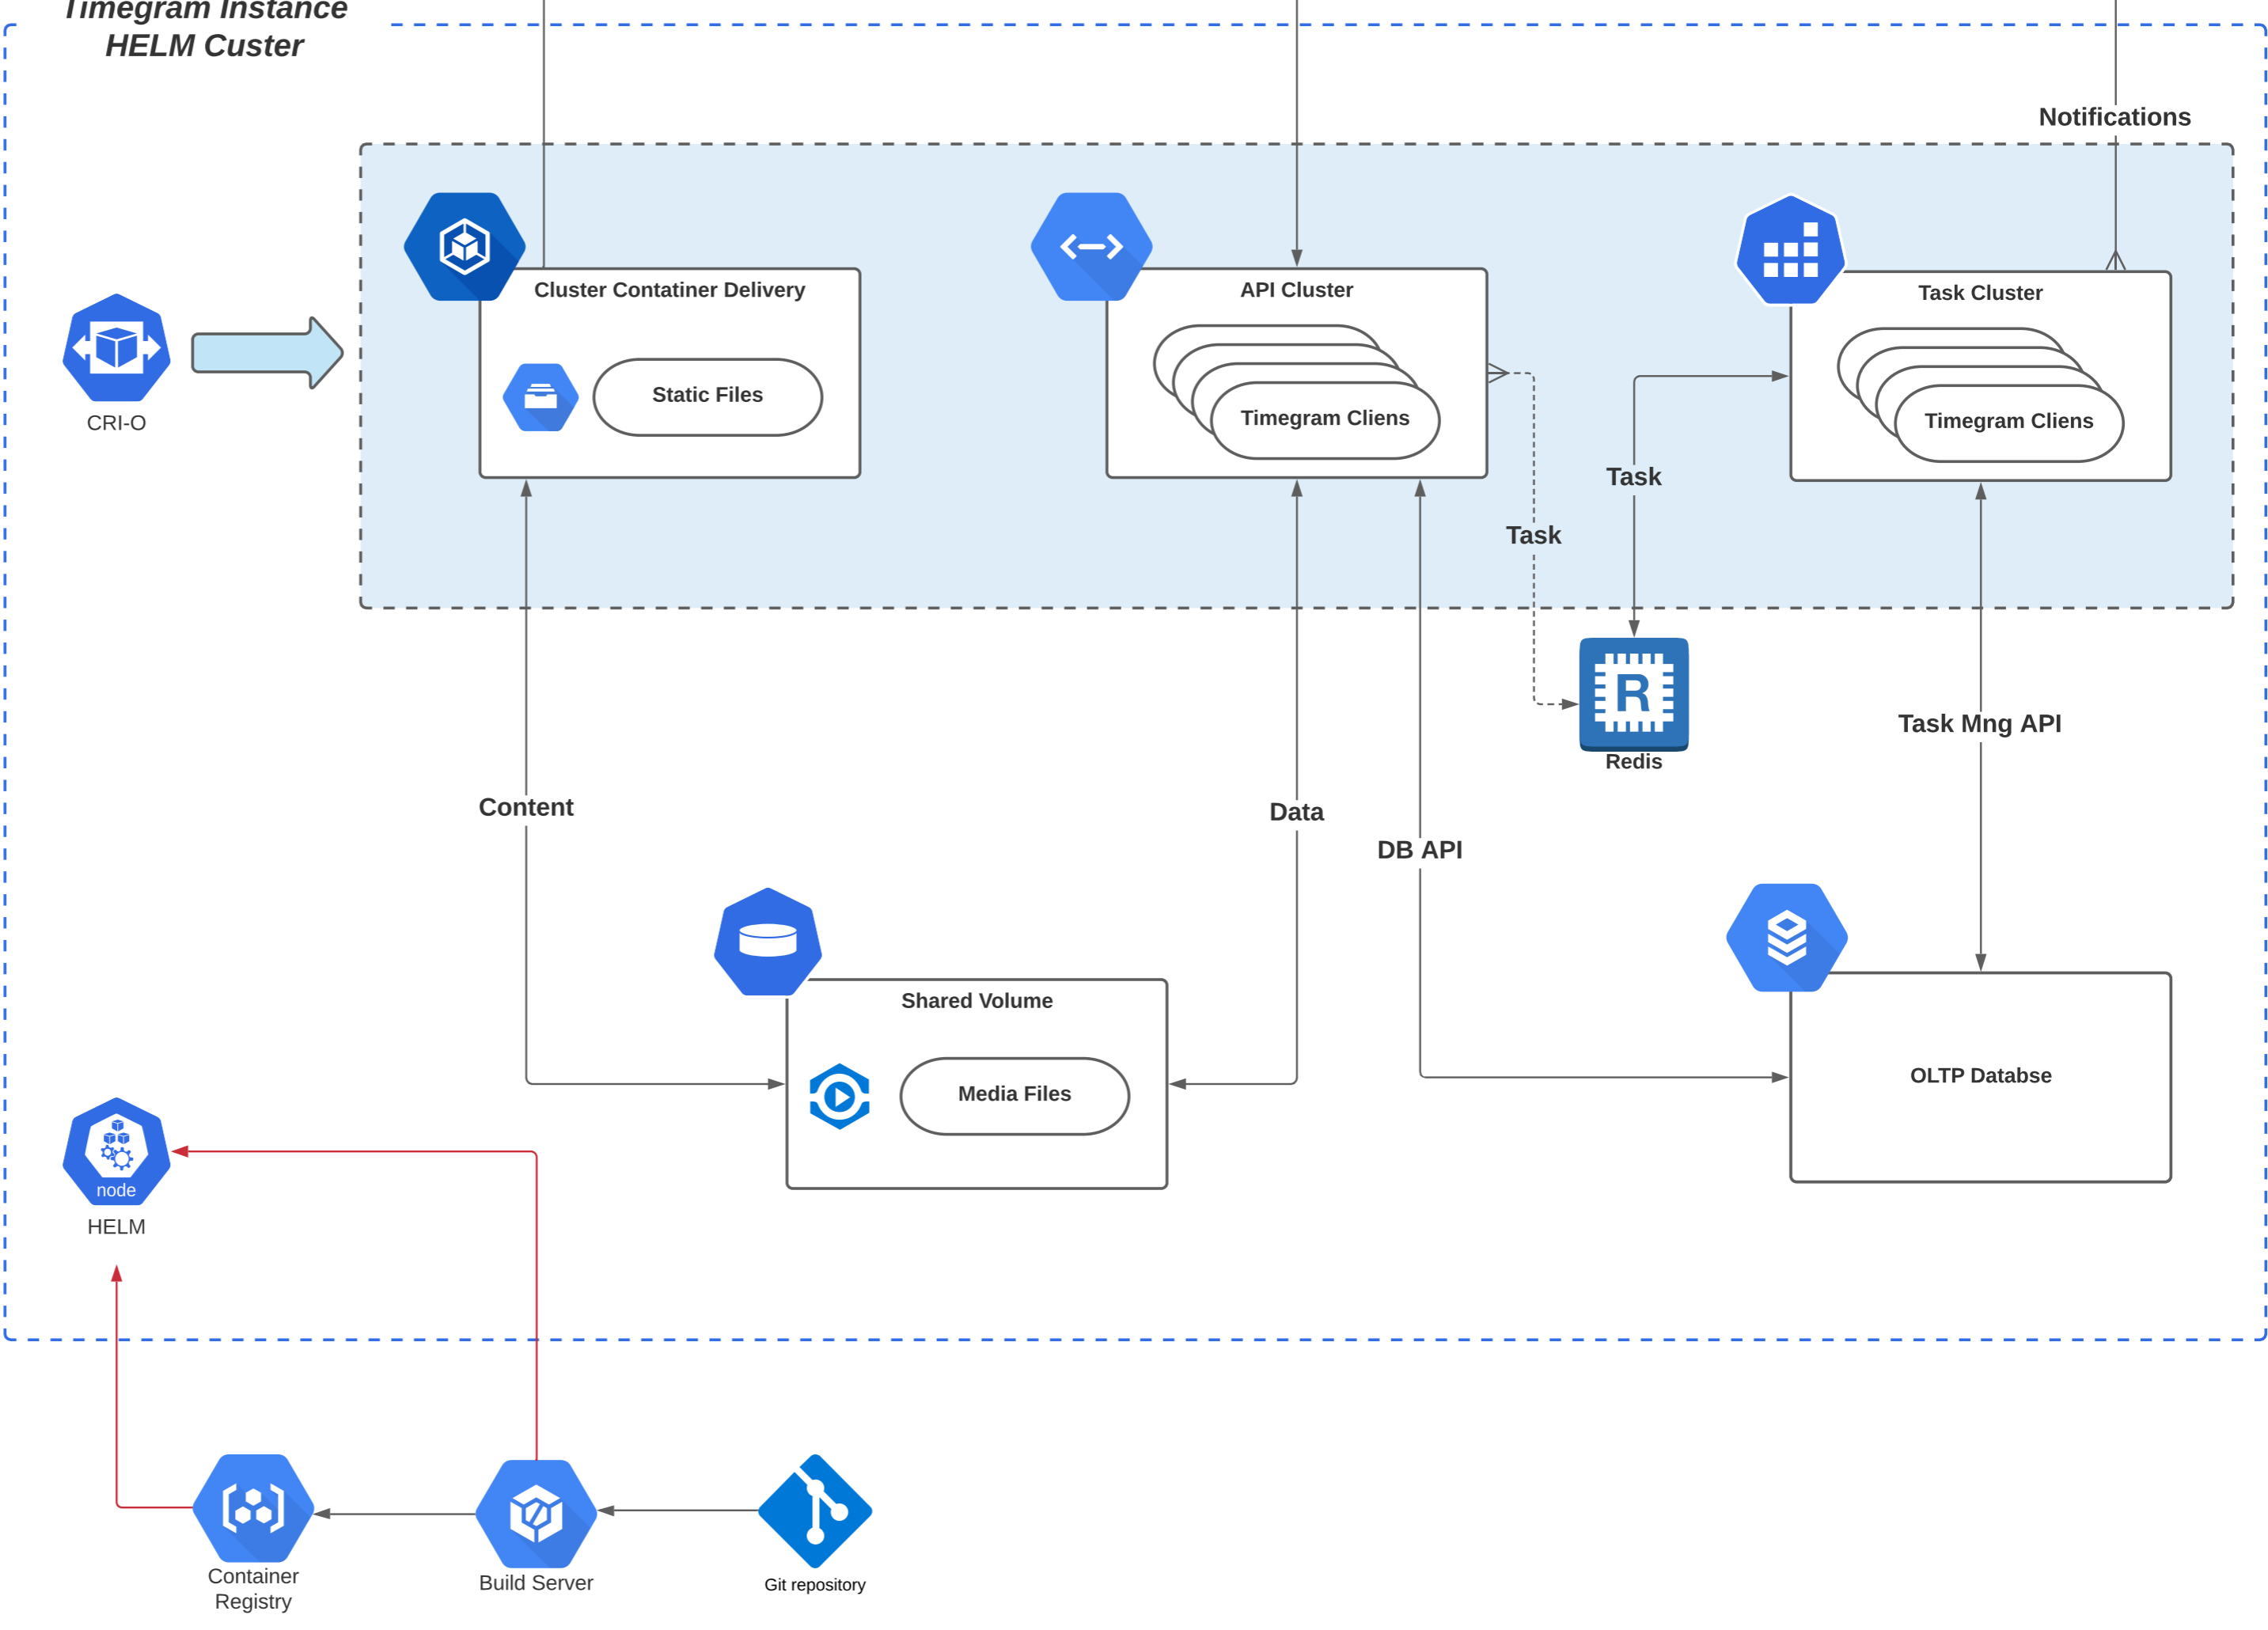 Timegram Instance
HELM Custer
Notifications
Cluster Contatiner Delivery
API Cluster
Task Cluster
Static Files
Timegram Cliens
Timegram Cliens
CRI-O
Task
Task
Redis
Task Mng API
Content
Data
DB API
Shared Volume
Media Files
OLTP Databse
node
HELM
Container
Registry
Build Server
Git repository
R